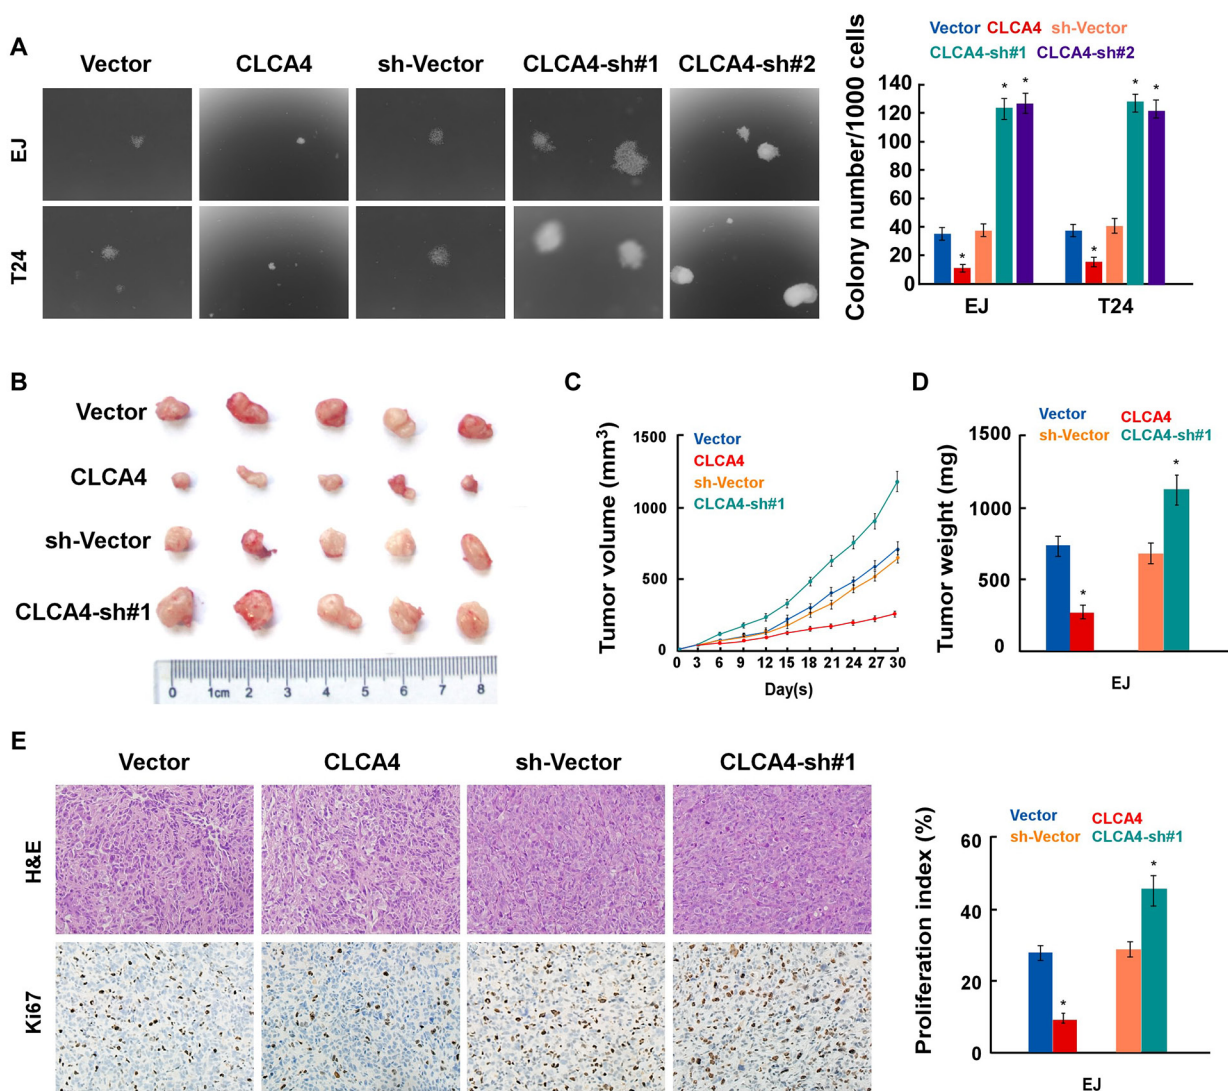 A
Vector CLCA4 sh-Vector CLCA4-sh#1 CLCA4-sh#2
EJ
T24
Colony number/1000 cells
Vector CLCA4 sh-Vector
CLCA4-sh#1 CLCA4-sh#2
140
120
100
80
60
40
20
0
* * * * * *
EJ T24
B
Vector
CLCA4
sh-Vector
CLCA4-sh#1
0 1cm 2 3 4 5 6 7 8
C
Tumor volume (mm3)
1500
1000
500
0
Vector
CLCA4
sh-Vector
CLCA4-sh#1
0 3 6 9 12 15 18 21 24 27 30
Day(s)
D
Tumor weight (mg)
Vector CLCA4
sh-Vector CLCA4-sh#1
1500
1000
500
0
* *
EJ
E
Vector CLCA4 sh-Vector CLCA4-sh#1
H&E
Ki67
Proliferation index (%)
Vector CLCA4
sh-Vector CLCA4-sh#1
60
40
20
0
* *
EJ